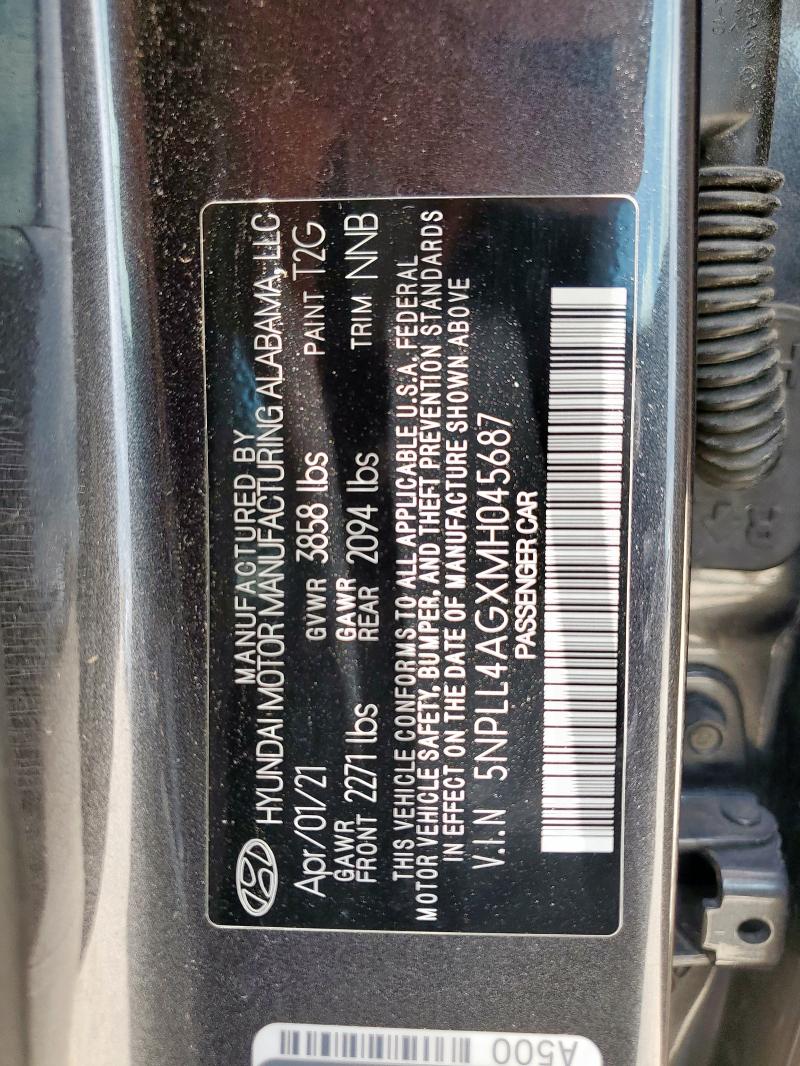 MANUFACTURED BY
HYUNDAI MOTOR MANUFACTURING ALABAMA, LLC
Apr/01/21 GVWR 3858 lbs PAINT T2G
GAWR FRONT 2271 lbs GAWR REAR 2094 lbs TRIM NNB
THIS VEHICLE CONFORMS TO ALL APPLICABLE U.S.A. FEDERAL
MOTOR VEHICLE SAFETY, BUMPER, AND THEFT PREVENTION STANDARDS
IN EFFECT ON THE DATE OF MANUFACTURE SHOWN ABOVE
V.I.N 5NPLL4AGXMH045687
PASSENGER CAR
A500